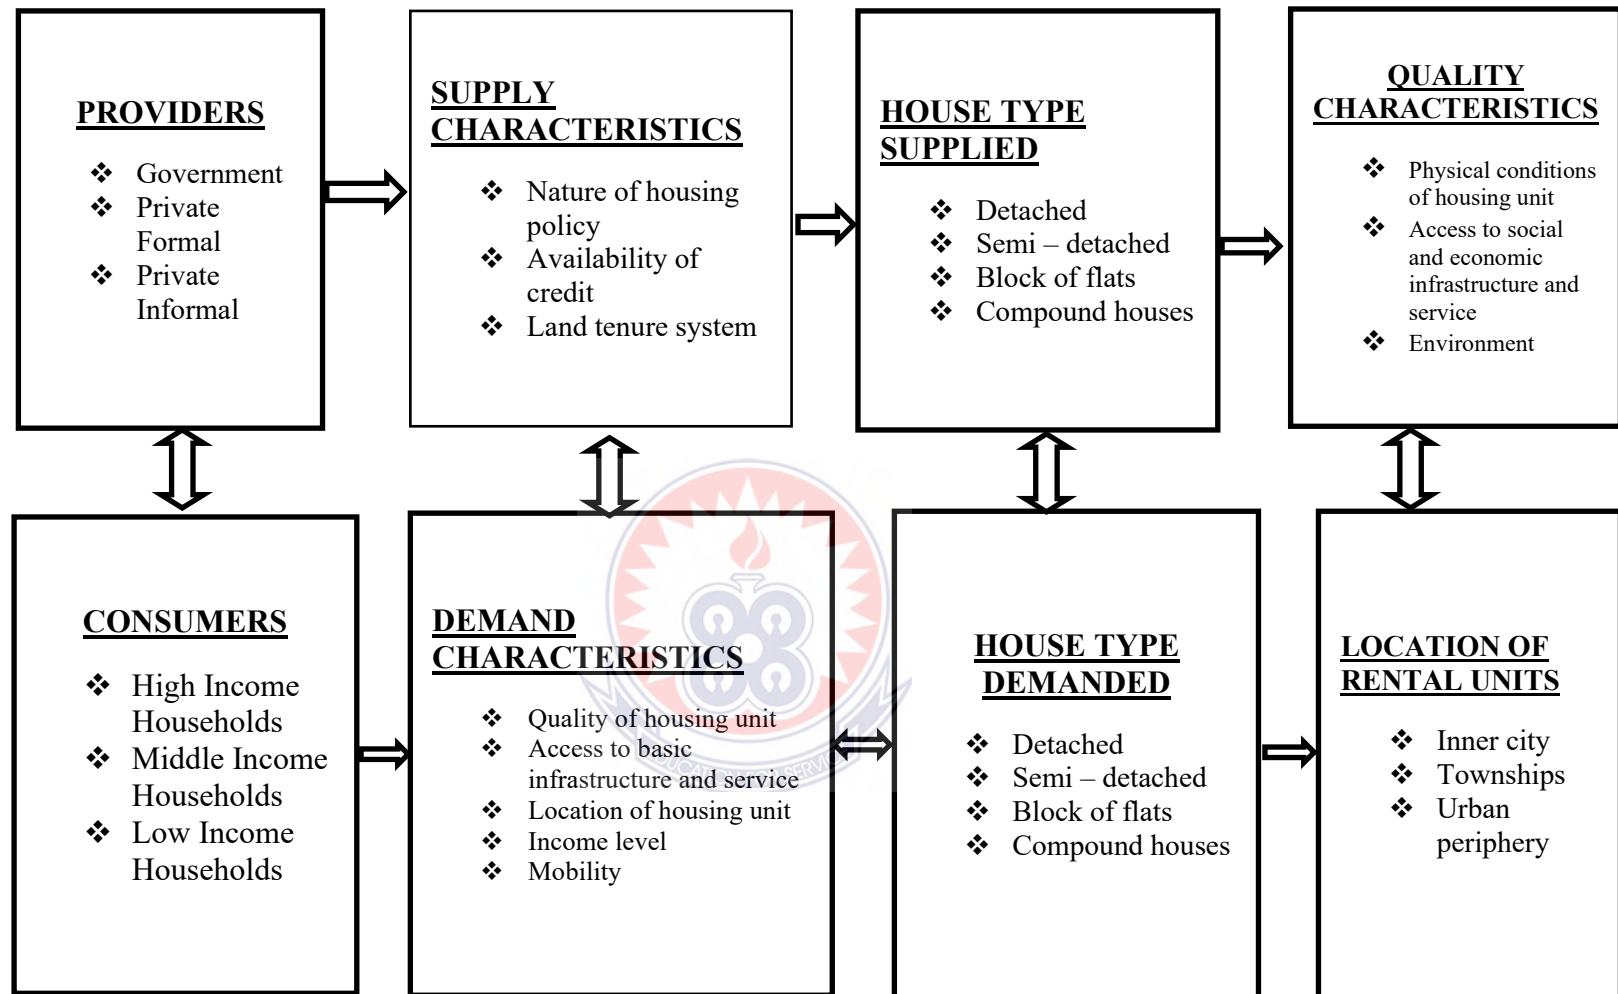 PROVIDERS
❖ Government
❖ Private
Formal
❖ Private
Informal
SUPPLY
CHARACTERISTICS
❖ Nature of housing
policy
❖ Availability of
credit
❖ Land tenure system
HOUSE TYPE
SUPPLIED
❖ Detached
❖ Semi – detached
❖ Block of flats
❖ Compound houses
QUALITY
CHARACTERISTICS
❖ Physical conditions
of housing unit
❖ Access to social
and economic
infrastructure and
service
❖ Environment
CONSUMERS
❖ High Income
Households
❖ Middle Income
Households
❖ Low Income
Households
DEMAND
CHARACTERISTICS
❖ Quality of housing unit
❖ Access to basic
infrastructure and service
❖ Location of housing unit
❖ Income level
❖ Mobility
HOUSE TYPE
DEMANDED
❖ Detached
❖ Semi – detached
❖ Block of flats
❖ Compound houses
LOCATION OF
RENTAL UNITS
❖ Inner city
❖ Townships
❖ Urban
periphery